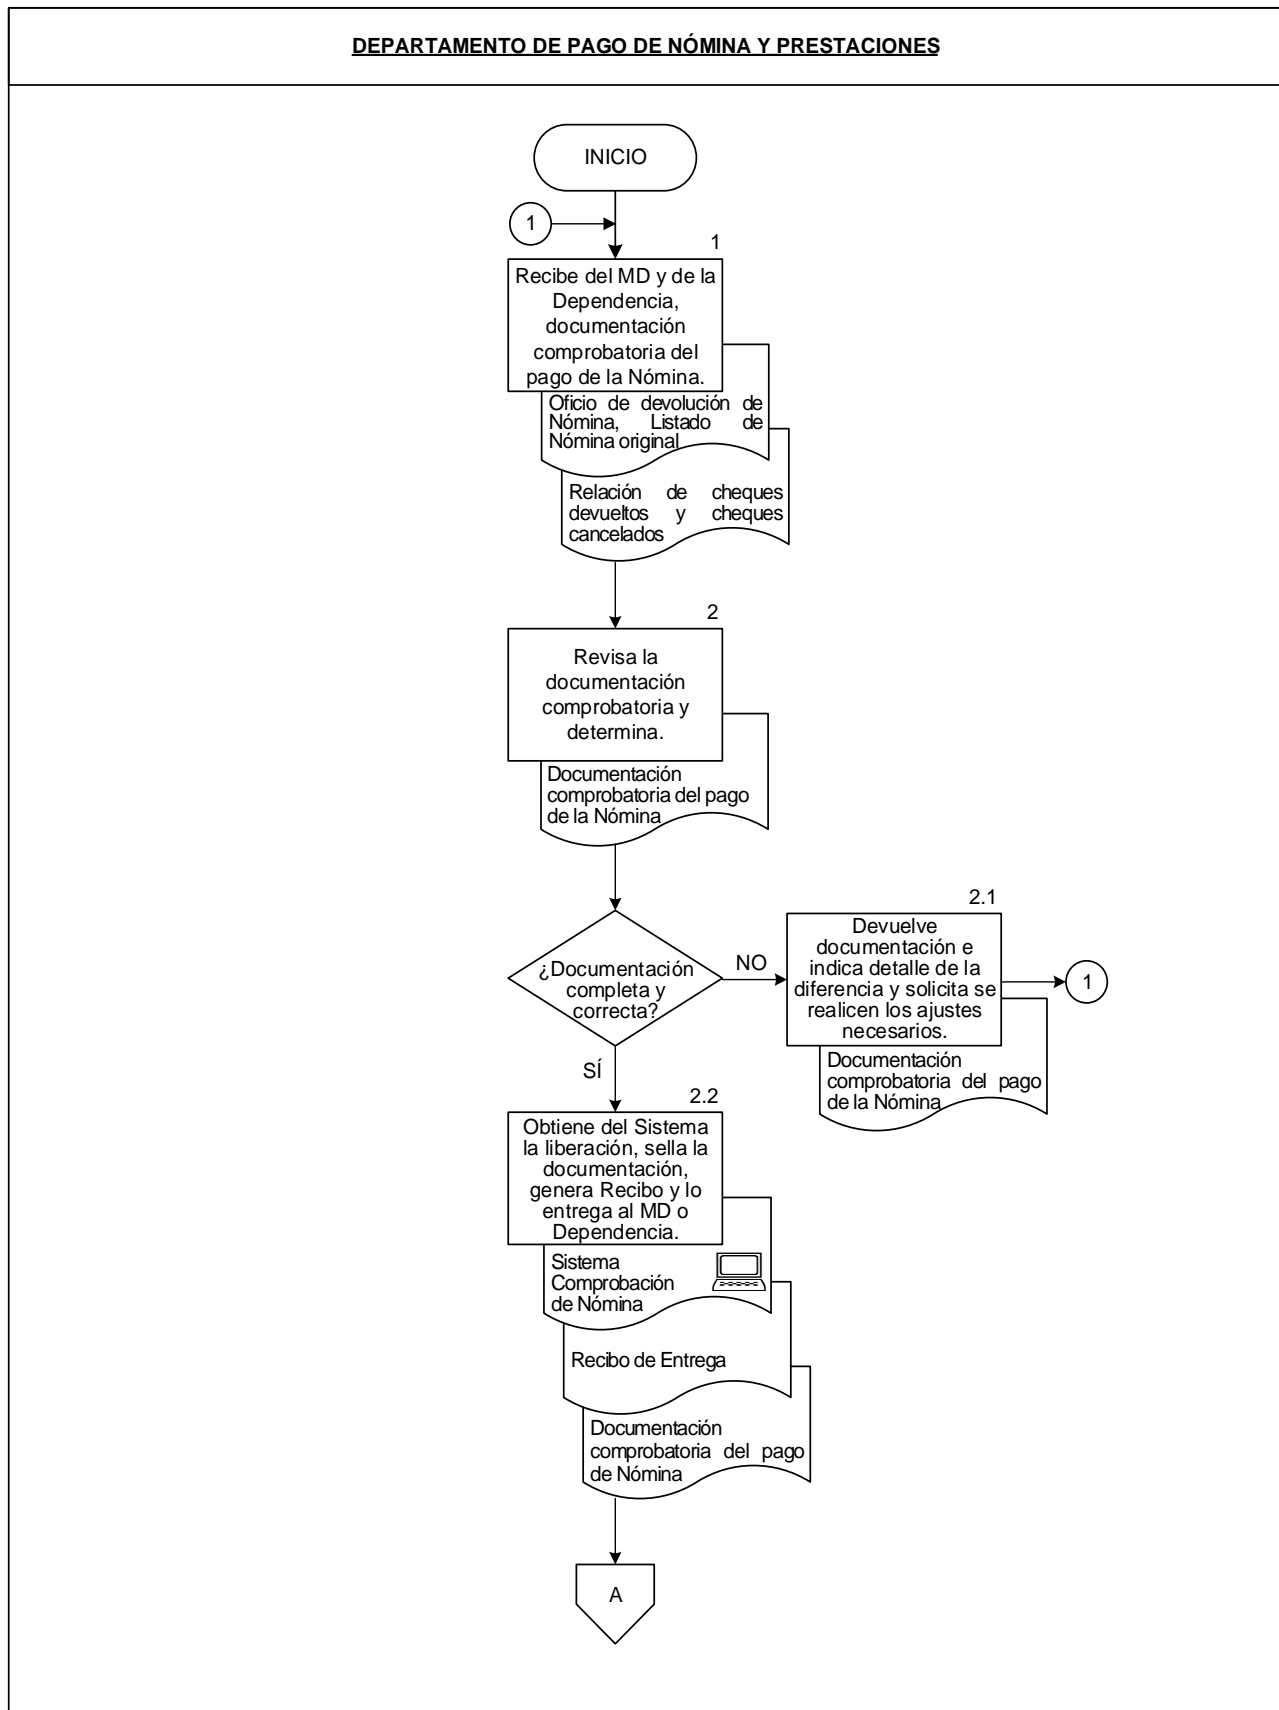 DEPARTAMENTO DE PAGO DE NÓMINA Y PRESTACIONES
INICIO
1
1
Recibe del MD y de la
Dependencia,
documentación
comprobatoria del
pago de la Nómina.
Oficio de devolución de
Nómina, Listado de
Nómina original
Relación de cheques
devueltos y cheques
cancelados
2
Revisa la
documentación
comprobatoria y
determina.
Documentación
comprobatoria del pago
de la Nómina
¿Documentación
completa y
correcta?
NO
2.1
Devuelve
documentación e
indica detalle de la
diferencia y solicita se
realicen los ajustes
necesarios.
1
Documentación
comprobatoria del pago
de la Nómina
SÍ
2.2
Obtiene del Sistema
la liberación, sella la
documentación,
genera Recibo y lo
entrega al MD o
Dependencia.
Sistema
Comprobación
de Nómina
Recibo de Entrega
Documentación
comprobatoria del pago
de Nómina
A